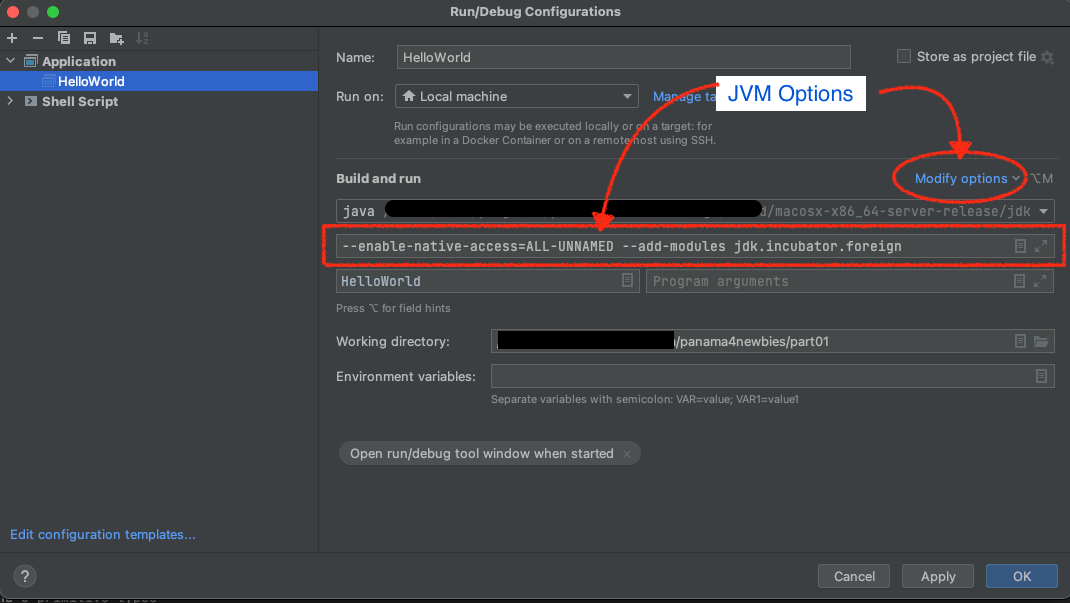 Run/Debug Configurations
Application
HelloWorld
Shell Script
Name: HelloWorld Store as project file
Run on: Local machine Manage ta
JVM Options
Run configurations may be executed locally or on a target: for
example in a Docker Container or on a remote host using SSH.
Build and run Modify options ⌥M
java /macosx-x86_64-server-release/jdk
--enable-native-access=ALL-UNNAMED --add-modules jdk.incubator.foreign
HelloWorld Program arguments
Press ⌥ for field hints
Working directory: /panama4newbies/part01
Environment variables:
Separate variables with semicolon: VAR=value; VAR1=value1
Open run/debug tool window when started
Edit configuration templates...
? Cancel Apply OK